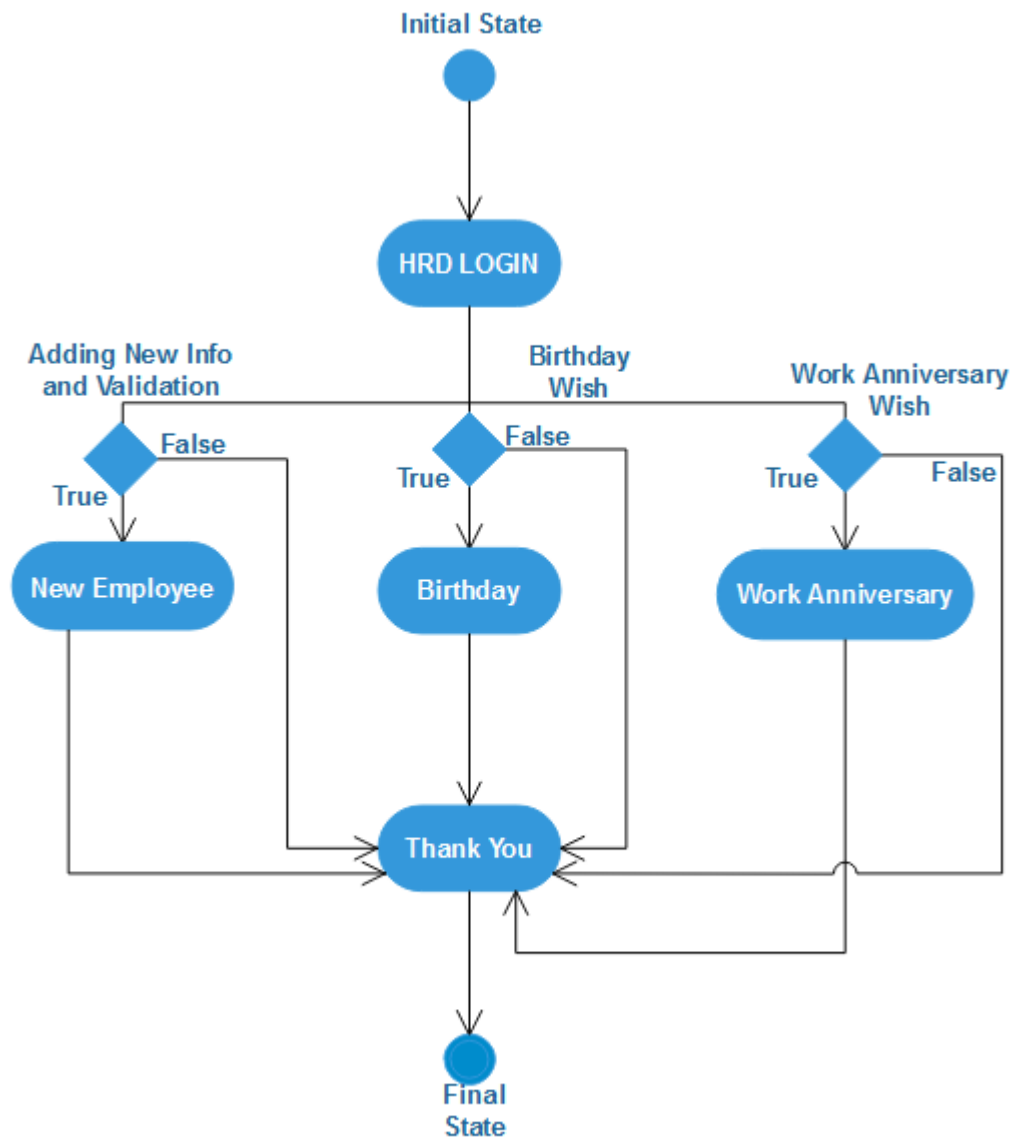 Initial State
HRD LOGIN
Adding New Info
and Validation
Birthday
Wish
Work Anniversary
Wish
False
True
False
True
False
True
New Employee
Birthday
Work Anniversary
Thank You
Final
State